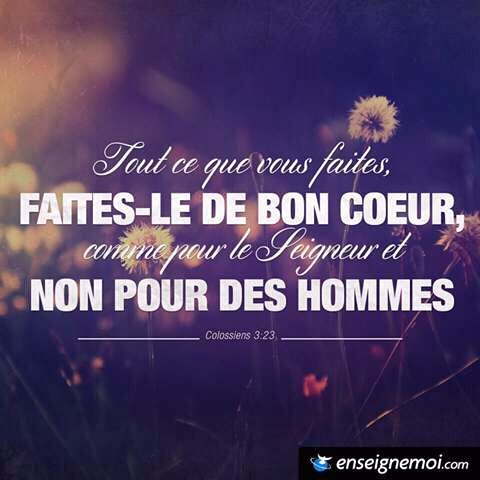 Tout ce que vous faites,
FAITES-LE DE BON COEUR,
comme pour le Seigneur et
NON POUR DES HOMMES
Colossiens 3:23
enseignemoi.com